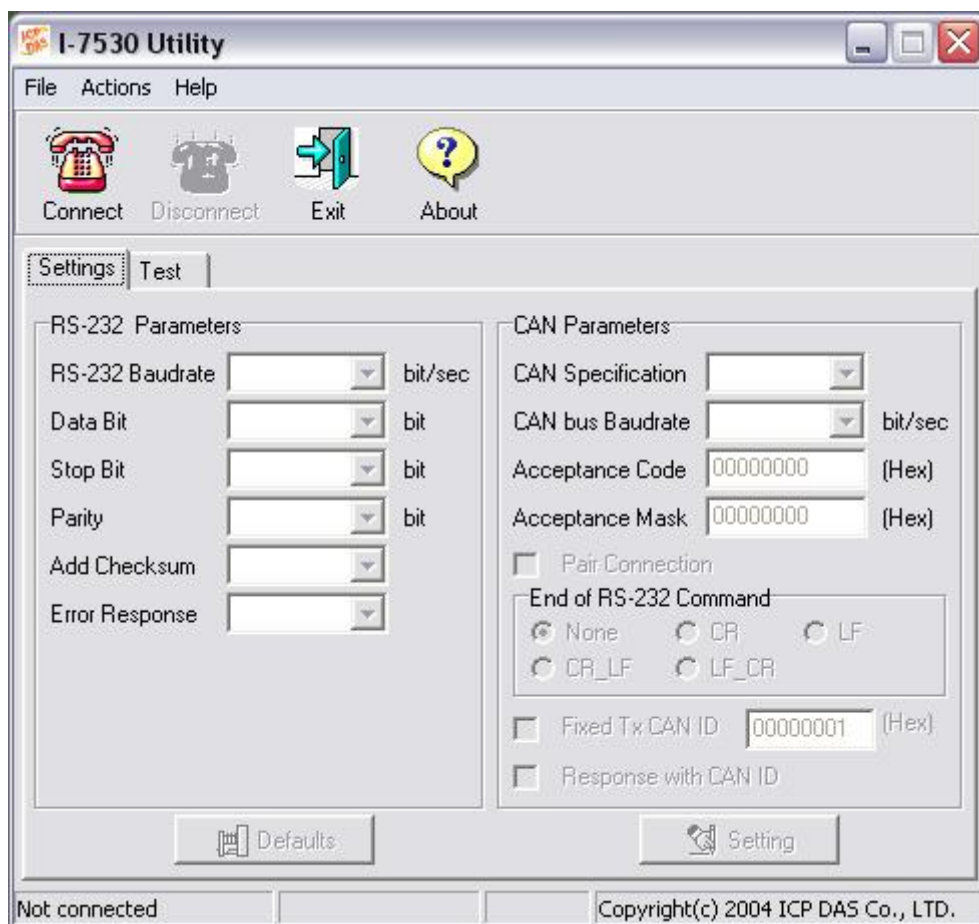 ICP DAS I-7530 Utility
File Actions Help
Connect Disconnect Exit About
Settings Test
RS-232 Parameters
RS-232 Baudrate bit/sec
Data Bit bit
Stop Bit bit
Parity bit
Add Checksum
Error Response
CAN Parameters
CAN Specification
CAN bus Baudrate bit/sec
Acceptance Code 00000000 (Hex)
Acceptance Mask 00000000 (Hex)
Pair Connection
End of RS-232 Command
None CR LF
CR_LF LF_CR
Fixed Tx CAN ID 00000001 (Hex)
Response with CAN ID
Defaults Setting
Not connected Copyright(c) 2004 ICP DAS Co., LTD.